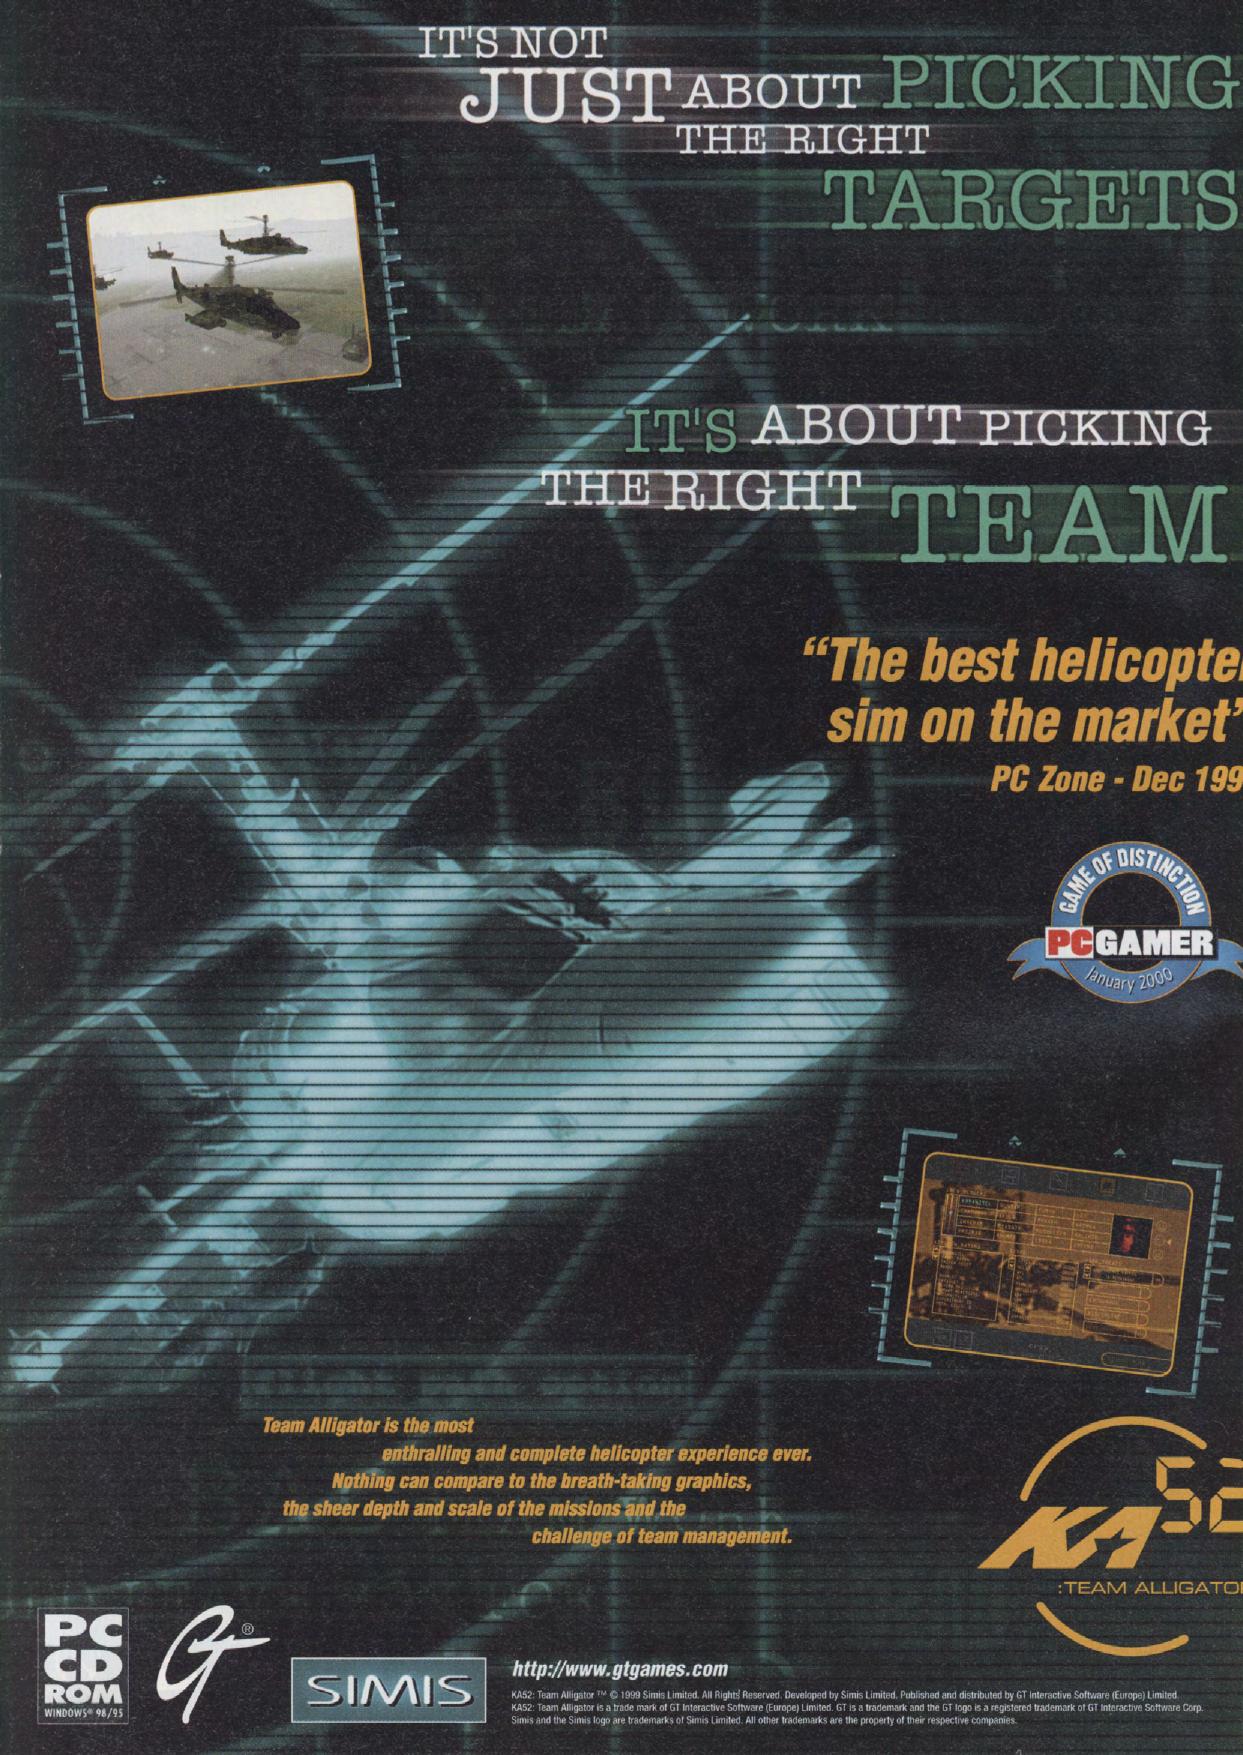 IT'S NOT
JUST ABOUT PICKING
THE RIGHT
TARGETS
IT'S ABOUT PICKING
THE RIGHT TEAM
“The best helicopte
sim on the market”
PC Zone - Dec 199
GAME OF DISTINCTION
PCGAMER
January 2000
Team Alligator is the most
enthralling and complete helicopter experience ever.
Nothing can compare to the breath-taking graphics,
the sheer depth and scale of the missions and the
challenge of team management.
KA52
:TEAM ALLIGATO
PC
CD
ROM
WINDOWS® 98/95
GT®
SIMIS
http://www.gtgames.com
KA52: Team Alligator ™ © 1999 Simis Limited. All Rights Reserved. Developed by Simis Limited. Published and distributed by GT Interactive Software (Europe) Limited.
KA52: Team Alligator is a trade mark of GT Interactive Software (Europe) Limited. GT is a trademark and the GT logo is a registered trademark of GT Interactive Software Corp.
Simis and the Simis logo are trademarks of Simis Limited. All other trademarks are the property of their respective companies.